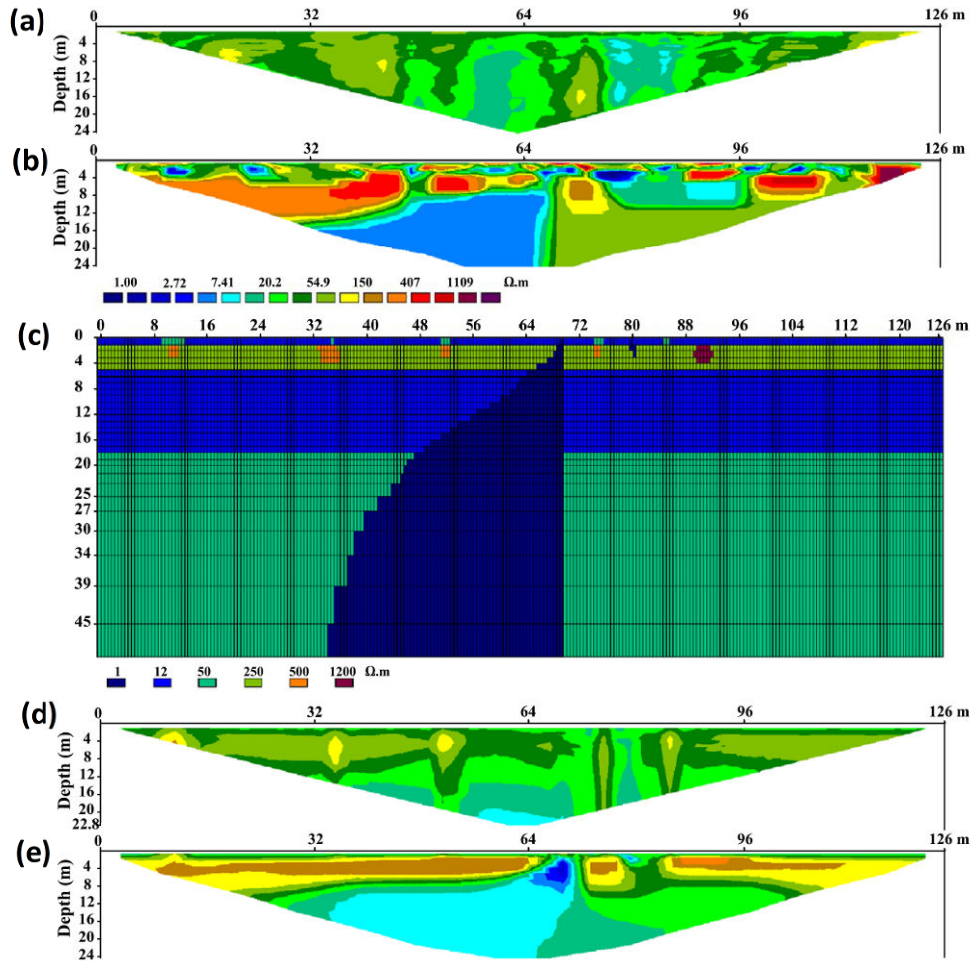 (a)
0 32 64 96 126 m
Depth (m)
4
8
12
16
20
24
(b)
0 32 64 96 126 m
Depth (m)
4
8
12
16
20
24
1.00 2.72 7.41 20.2 54.9 150 407 1109 Ω.m
(c)
0 8 16 24 32 40 48 56 64 72 80 88 96 104 112 120 126 m
0
4
8
12
16
20
25
27
30
34
39
45
1 12 50 250 500 1200 Ω.m
(d)
0 32 64 96 126 m
Depth (m)
4
8
12
16
20
22.8
(e)
0 32 64 96 126 m
Depth (m)
4
8
12
16
20
24